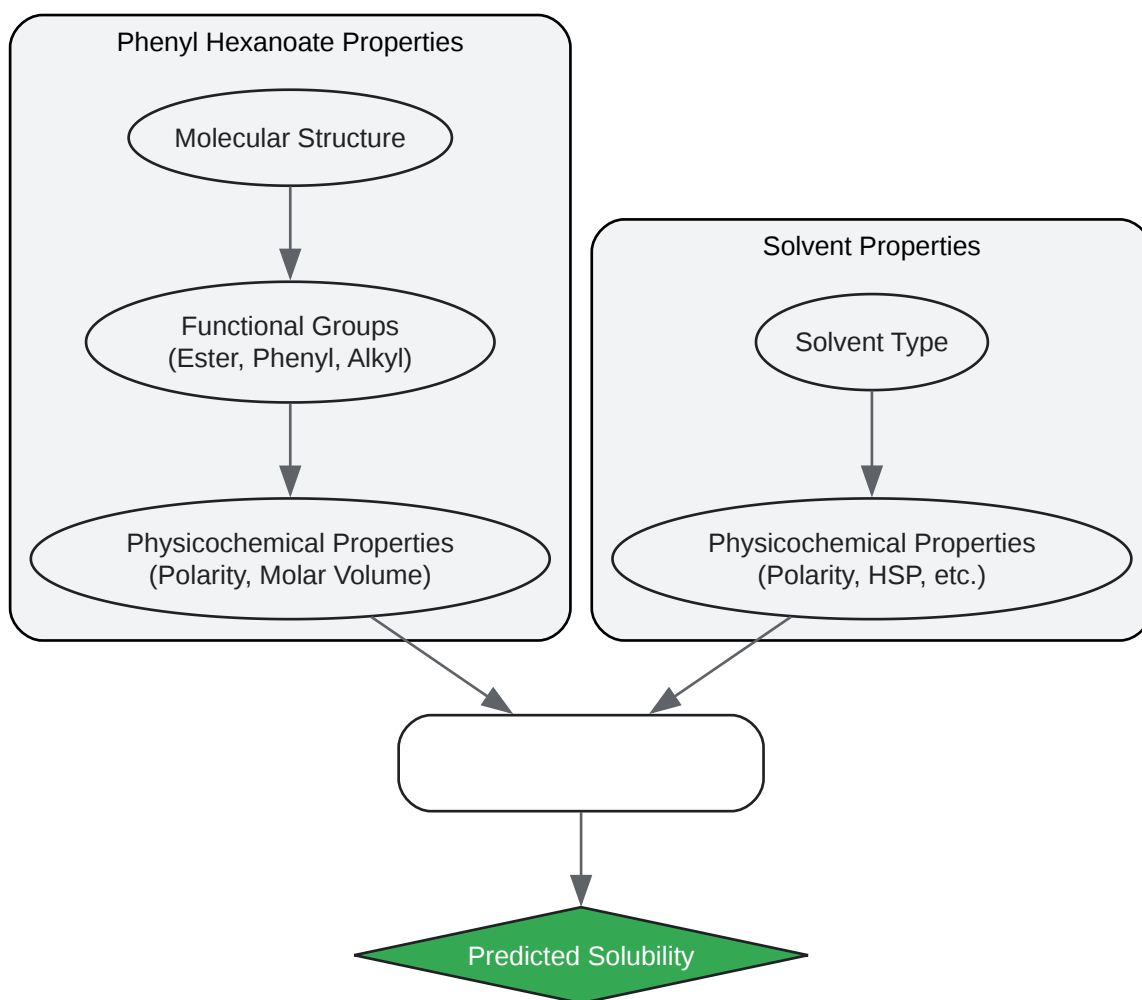 Phenyl Hexanoate Properties
Molecular Structure
Functional Groups
(Ester, Phenyl, Alkyl)
Physicochemical Properties
(Polarity, Molar Volume)
Solvent Properties
Solvent Type
Physicochemical Properties
(Polarity, HSP, etc.)
Predicted Solubility